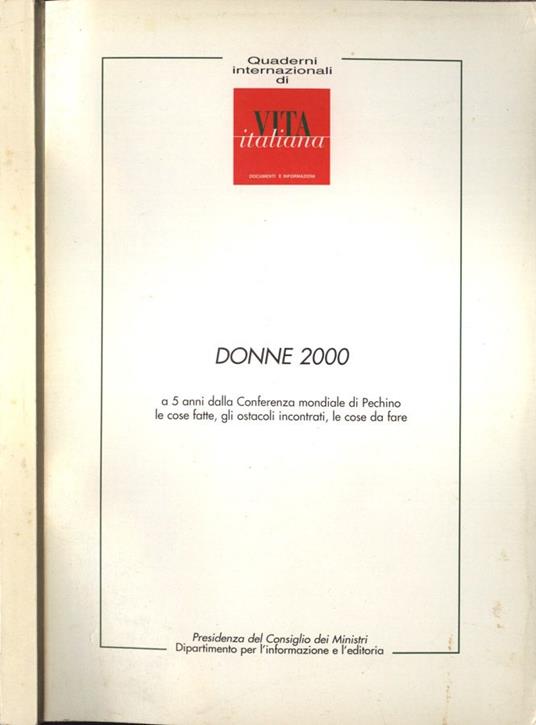 Quaderni
internazionali
di
VITA
italiana
DOCUMENTI E INFORMAZIONI
DONNE 2000
a 5 anni dalla Conferenza mondiale di Pechino
le cose fatte, gli ostacoli incontrati, le cose da fare
Presidenza del Consiglio dei Ministri
Dipartimento per l'informazione e l'editoria